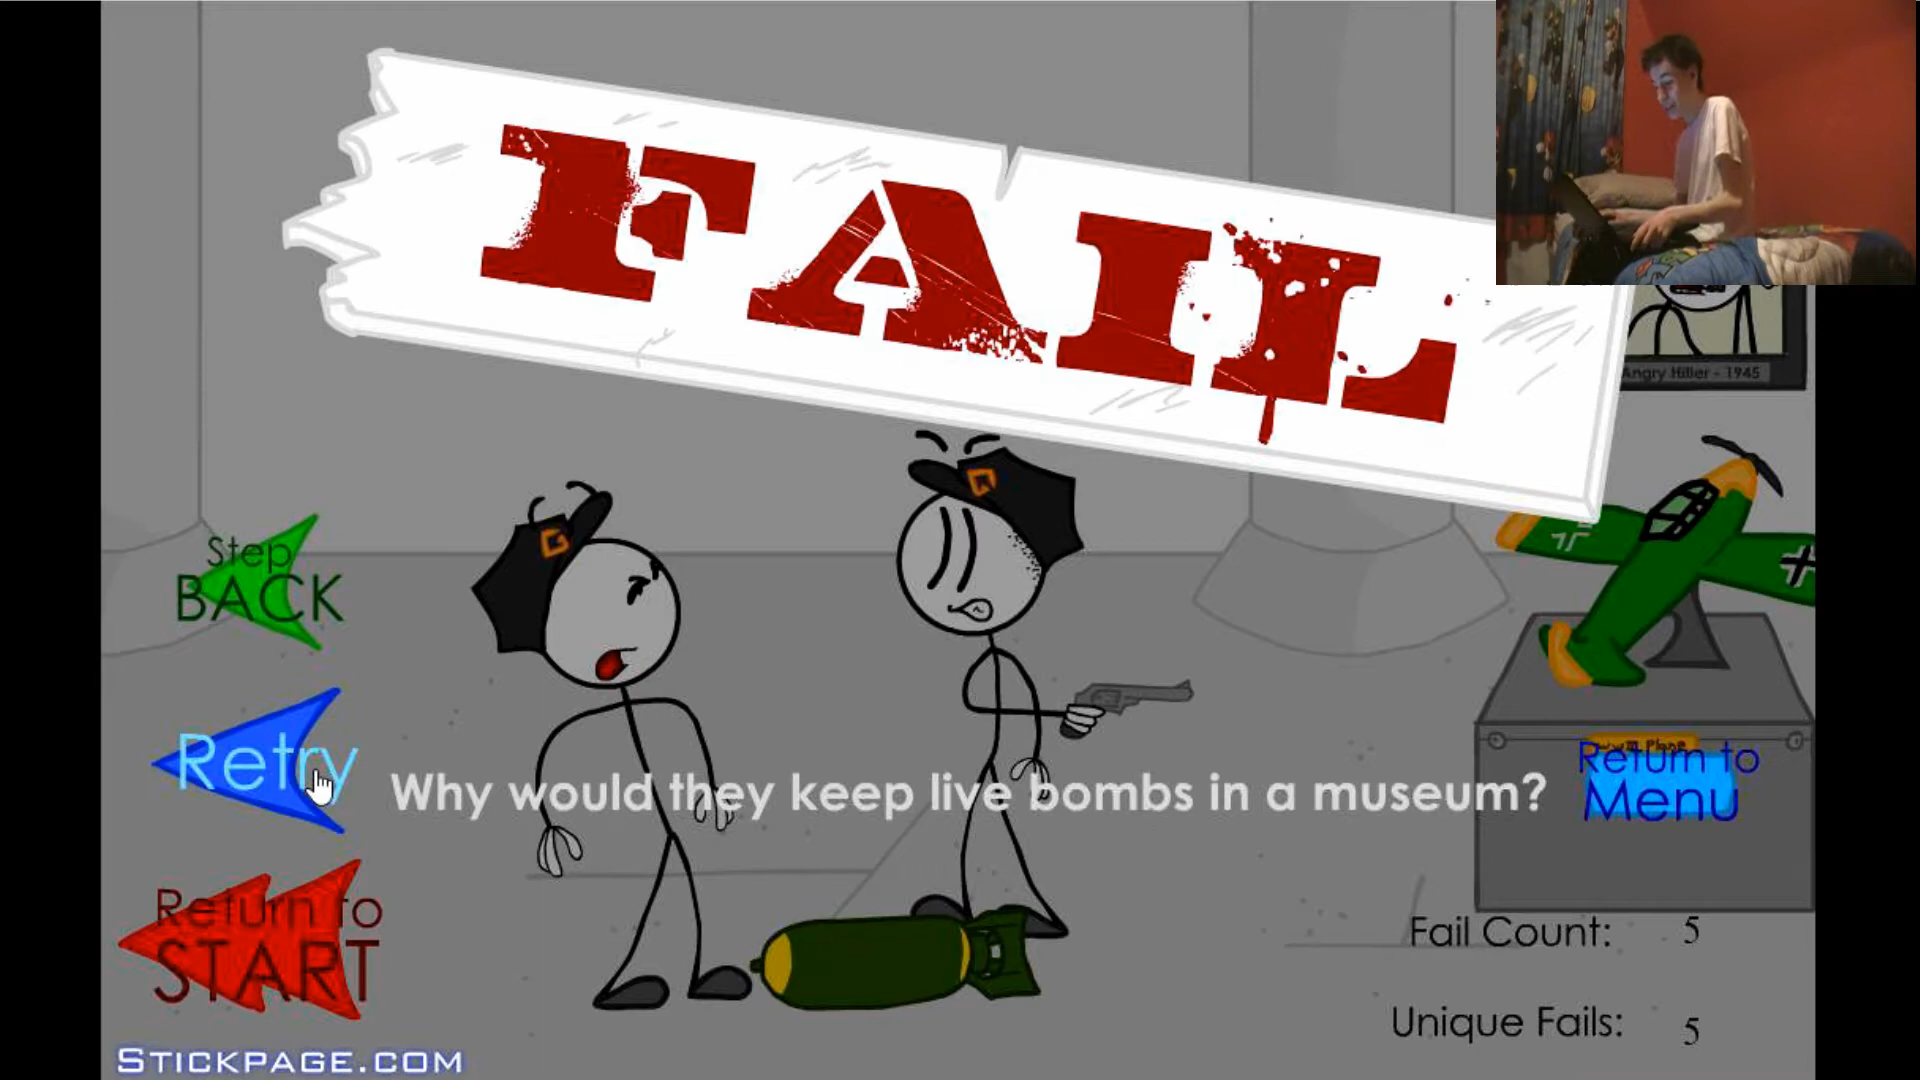 FAIL
Angry Hiller - 1945
Step
BACK
Retry
Why would they keep live bombs in a museum?
Return to
Menu
Return to
START
Fail Count: 5
Unique Fails: 5
STICKPAGE.COM